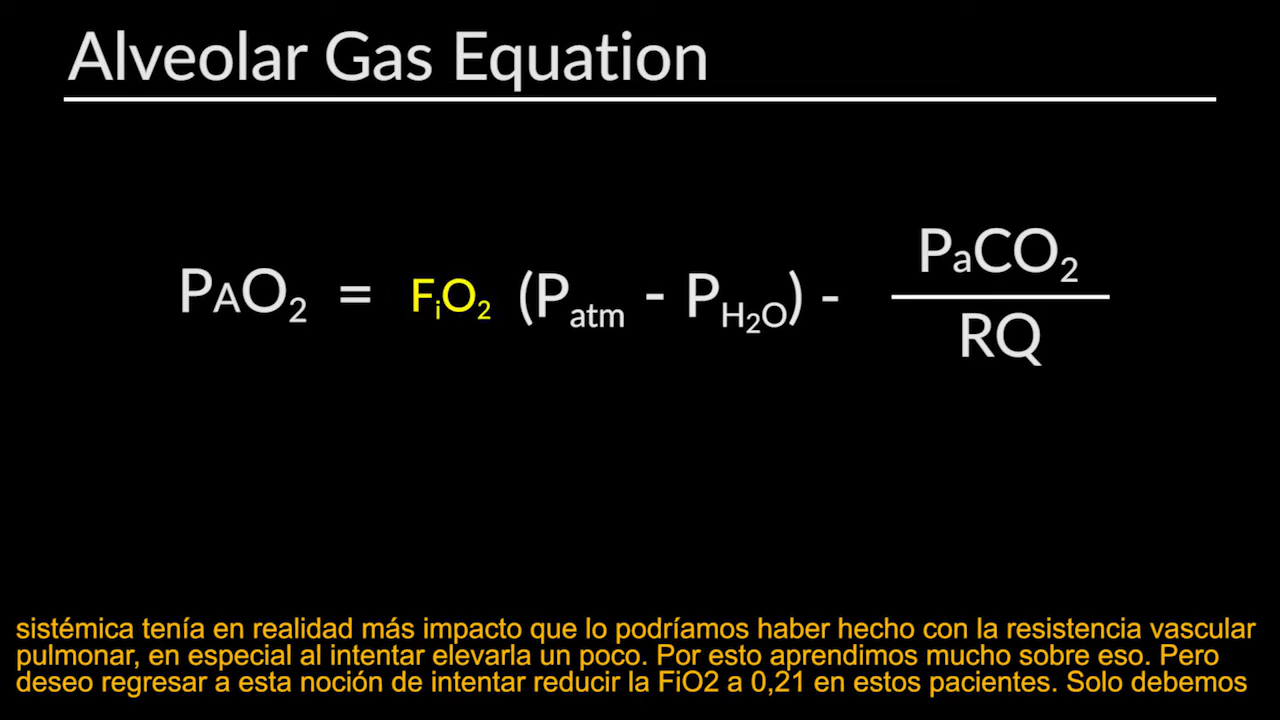 Alveolar Gas Equation
PAO₂ = FᵢO₂ (Patm - PH₂O) - PaCO₂ / RQ
sistémica tenía en realidad más impacto que lo podríamos haber hecho con la resistencia vascular
pulmonar, en especial al intentar elevarla un poco. Por esto aprendimos mucho sobre eso. Pero
deseo regresar a esta noción de intentar reducir la FiO2 a 0,21 en estos pacientes. Solo debemos